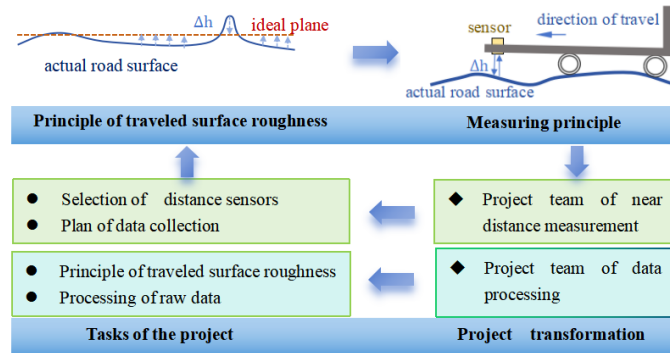 Δh
ideal plane
actual road surface
sensor
direction of travel
Δh
actual road surface
Principle of traveled surface roughness
Measuring principle
● Selection of distance sensors
● Plan of data collection
◆ Project team of near
distance measurement
● Principle of traveled surface roughness
● Processing of raw data
◆ Project team of data
processing
Tasks of the project
Project transformation